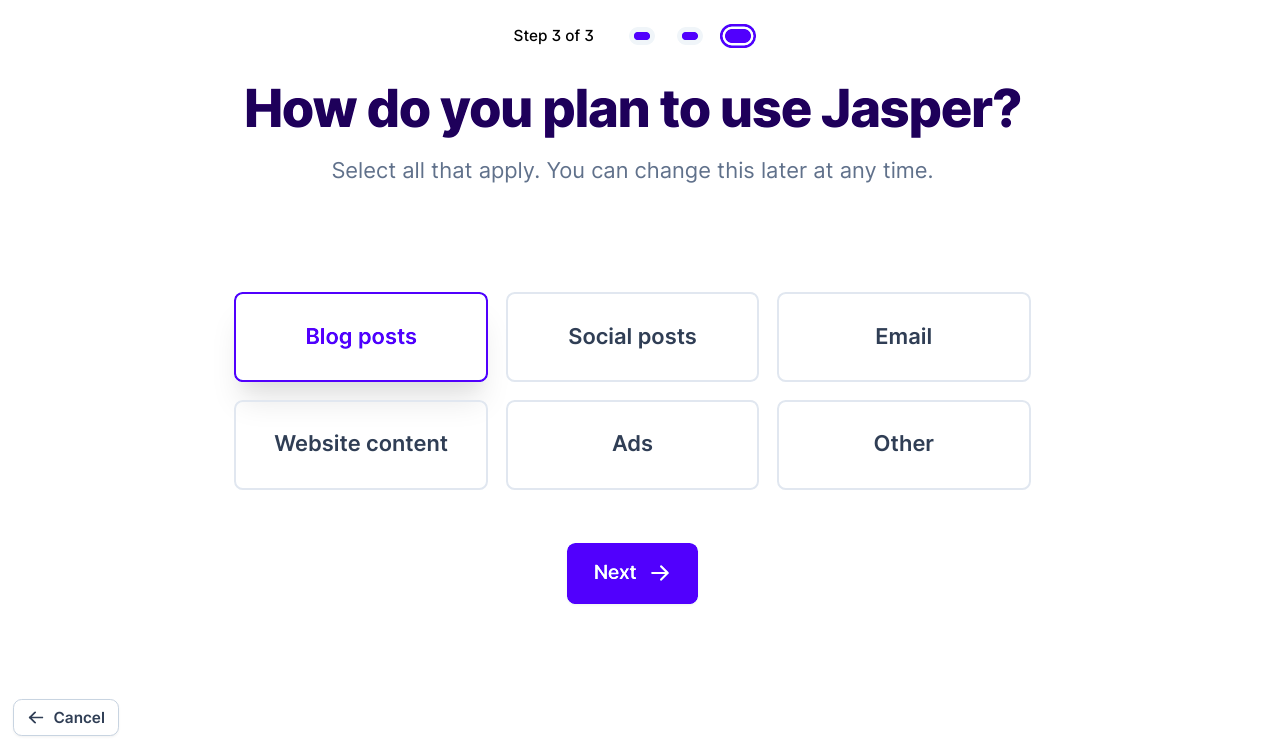 Step 3 of 3
How do you plan to use Jasper?
Select all that apply. You can change this later at any time.
Blog posts
Social posts
Email
Website content
Ads
Other
Next
Cancel